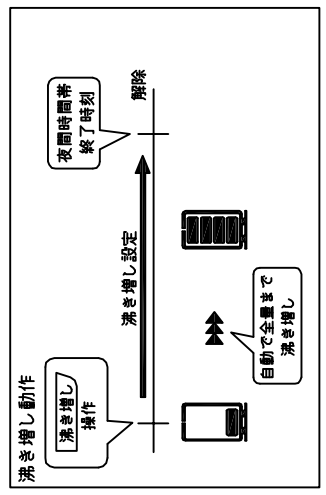 沸き増し動作
沸き増し
操作
沸き増し設定
夜間時間帯
終了時刻
解除
自動で全量まで
沸き増し